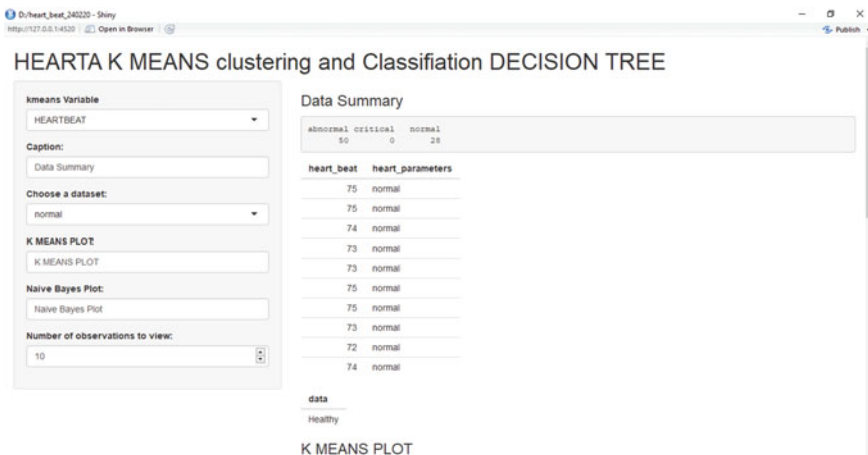 D:/heart_beat_240220 - Shiny
http://127.0.0.1:4520 Open in Browser
Publish
HEARTA K MEANS clustering and Classifiation DECISION TREE
kmeans Variable
HEARTBEAT
Caption:
Data Summary
Choose a dataset:
normal
K MEANS PLOT:
K MEANS PLOT
Naive Bayes Plot:
Naive Bayes Plot
Number of observations to view:
10
Data Summary
abnormal critical normal
50 0 28
heart_beat heart_parameters
75 normal
75 normal
74 normal
73 normal
73 normal
75 normal
75 normal
73 normal
72 normal
74 normal
data
Healthy
K MEANS PLOT